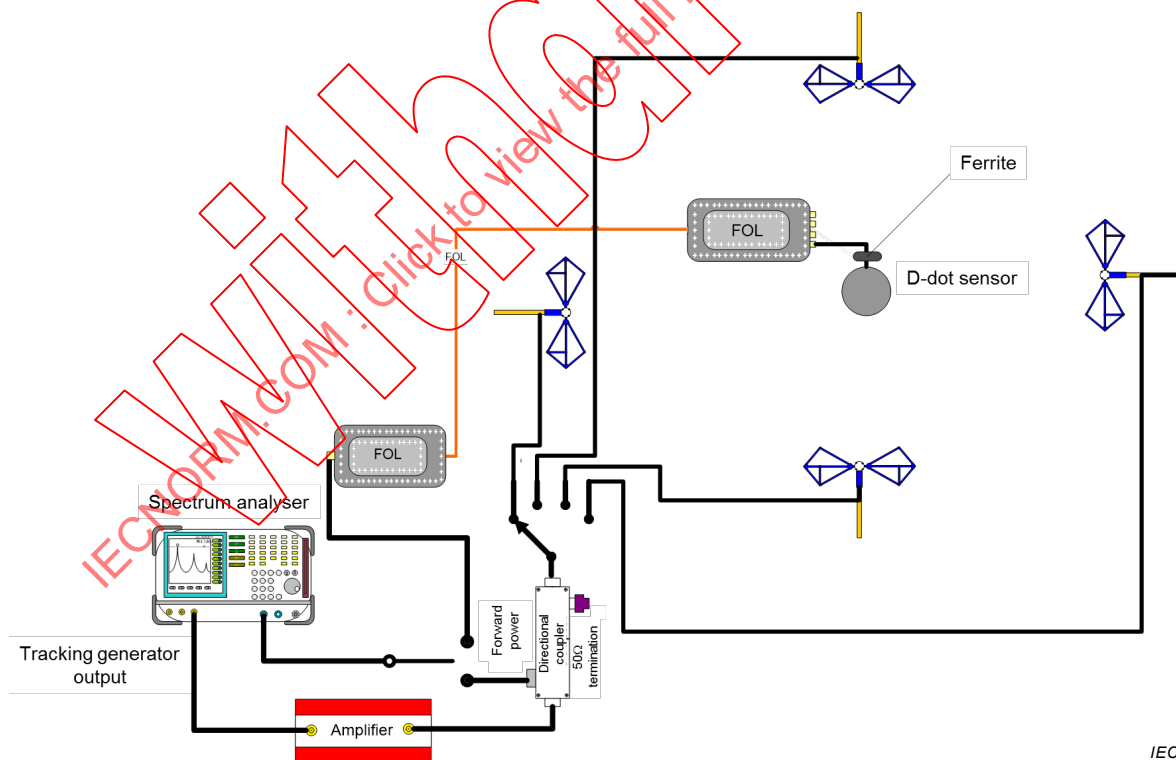 Ferrite
FOL
D-dot sensor
FOL
FOL
Spectrum analyser
Tracking generator
output
Forward
power
Directional
coupler
50Ω
termination
Amplifier
IECNORM.COM : Click to view the full
Withdr
IEC